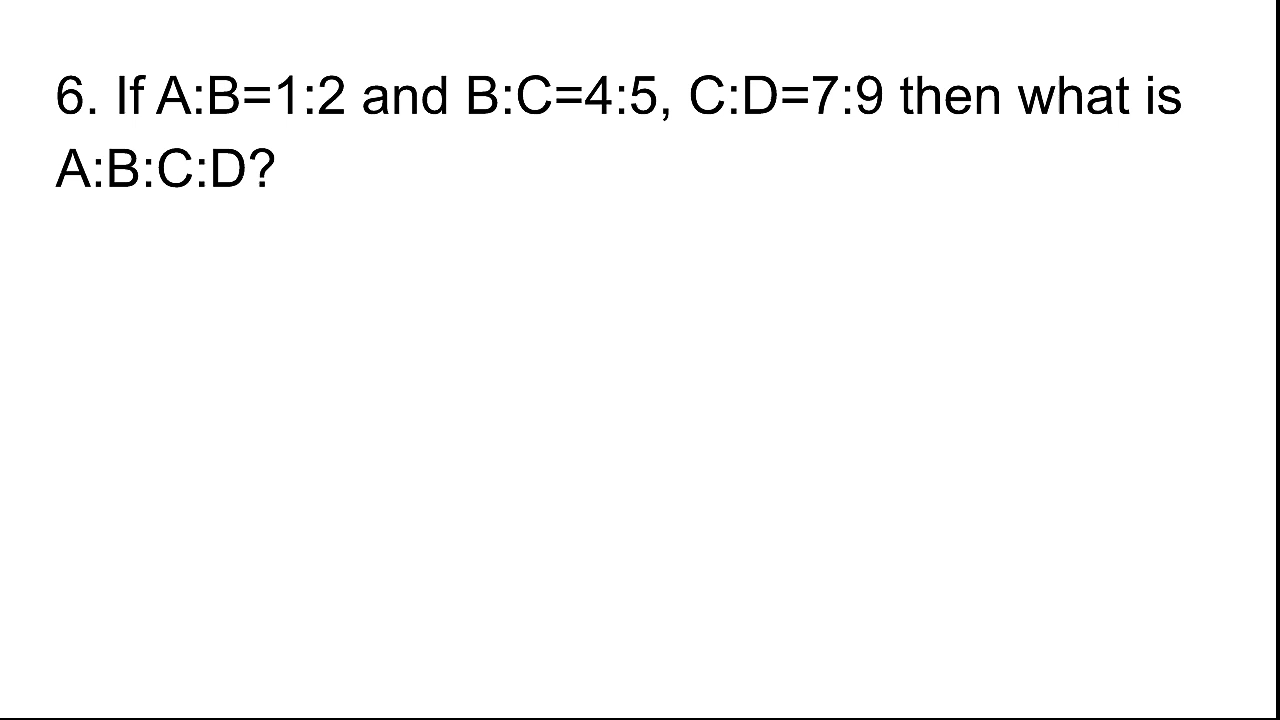 6. If A:B=1:2 and B:C=4:5, C:D=7:9 then what is
A:B:C:D?